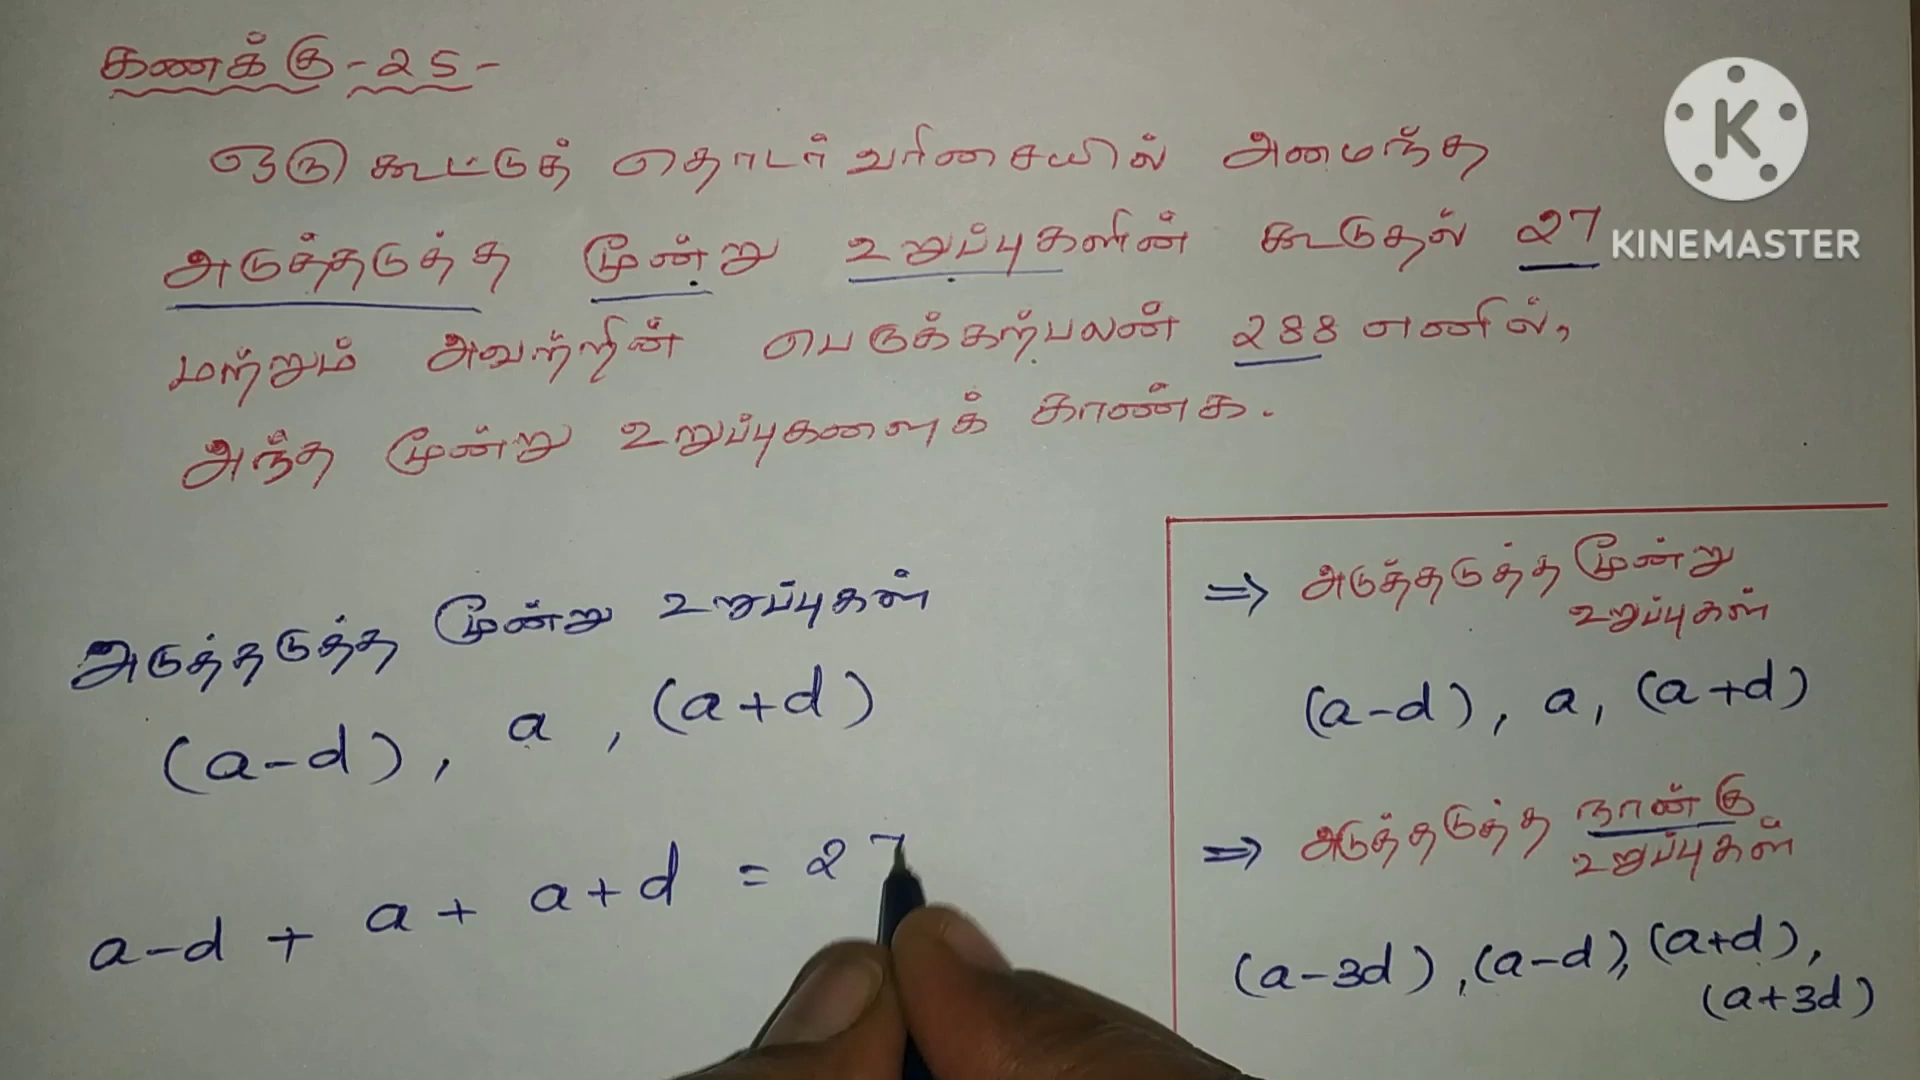 கணக்கு - 25 -
ஒரு கூட்டுத் தொடர் வரிசையில் அமைந்த
அடுத்தடுத்த மூன்று உறுப்புகளின் கூடுதல் 27
மற்றும் அவற்றின் பெருக்கற்பலன் 288 எனில்,
அந்த மூன்று உறுப்புகளைக் காண்க.
K
KINEMASTER
அடுத்தடுத்த மூன்று உறுப்புகள்
(a-d), a, (a+d)
a-d + a + a+d = 27
⇒ அடுத்தடுத்த மூன்று
உறுப்புகள்
(a-d), a, (a+d)
⇒ அடுத்தடுத்த நான்கு
உறுப்புகள்
(a-3d), (a-d), (a+d),
(a+3d)